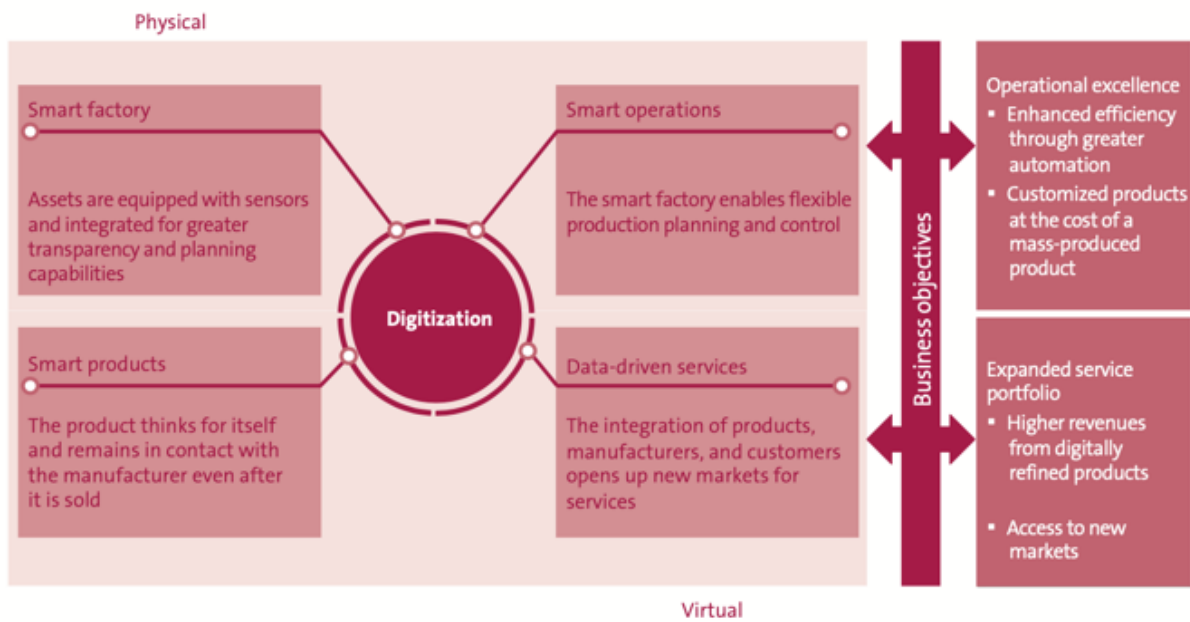 Physical
Smart factory
Assets are equipped with sensors
and integrated for greater
transparency and planning
capabilities
Smart operations
The smart factory enables flexible
production planning and control
Digitization
Smart products
The product thinks for itself
and remains in contact with
the manufacturer even after
it is sold
Data-driven services
The integration of products,
manufacturers, and customers
opens up new markets for
services
Business objectives
Operational excellence
▪ Enhanced efficiency
through greater
automation
▪ Customized products
at the cost of a
mass-produced
product
Expanded service
portfolio
▪ Higher revenues
from digitally
refined products
▪ Access to new
markets
Virtual